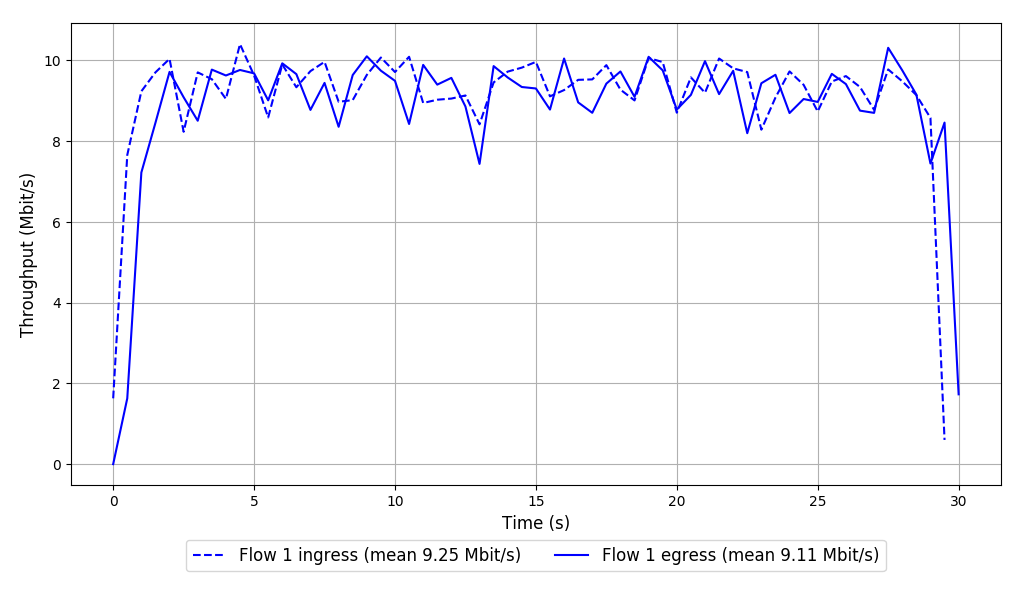 Throughput (Mbit/s)
10
8
6
4
2
0
0 5 10 15 20 25 30
Time (s)
Flow 1 ingress (mean 9.25 Mbit/s) Flow 1 egress (mean 9.11 Mbit/s)